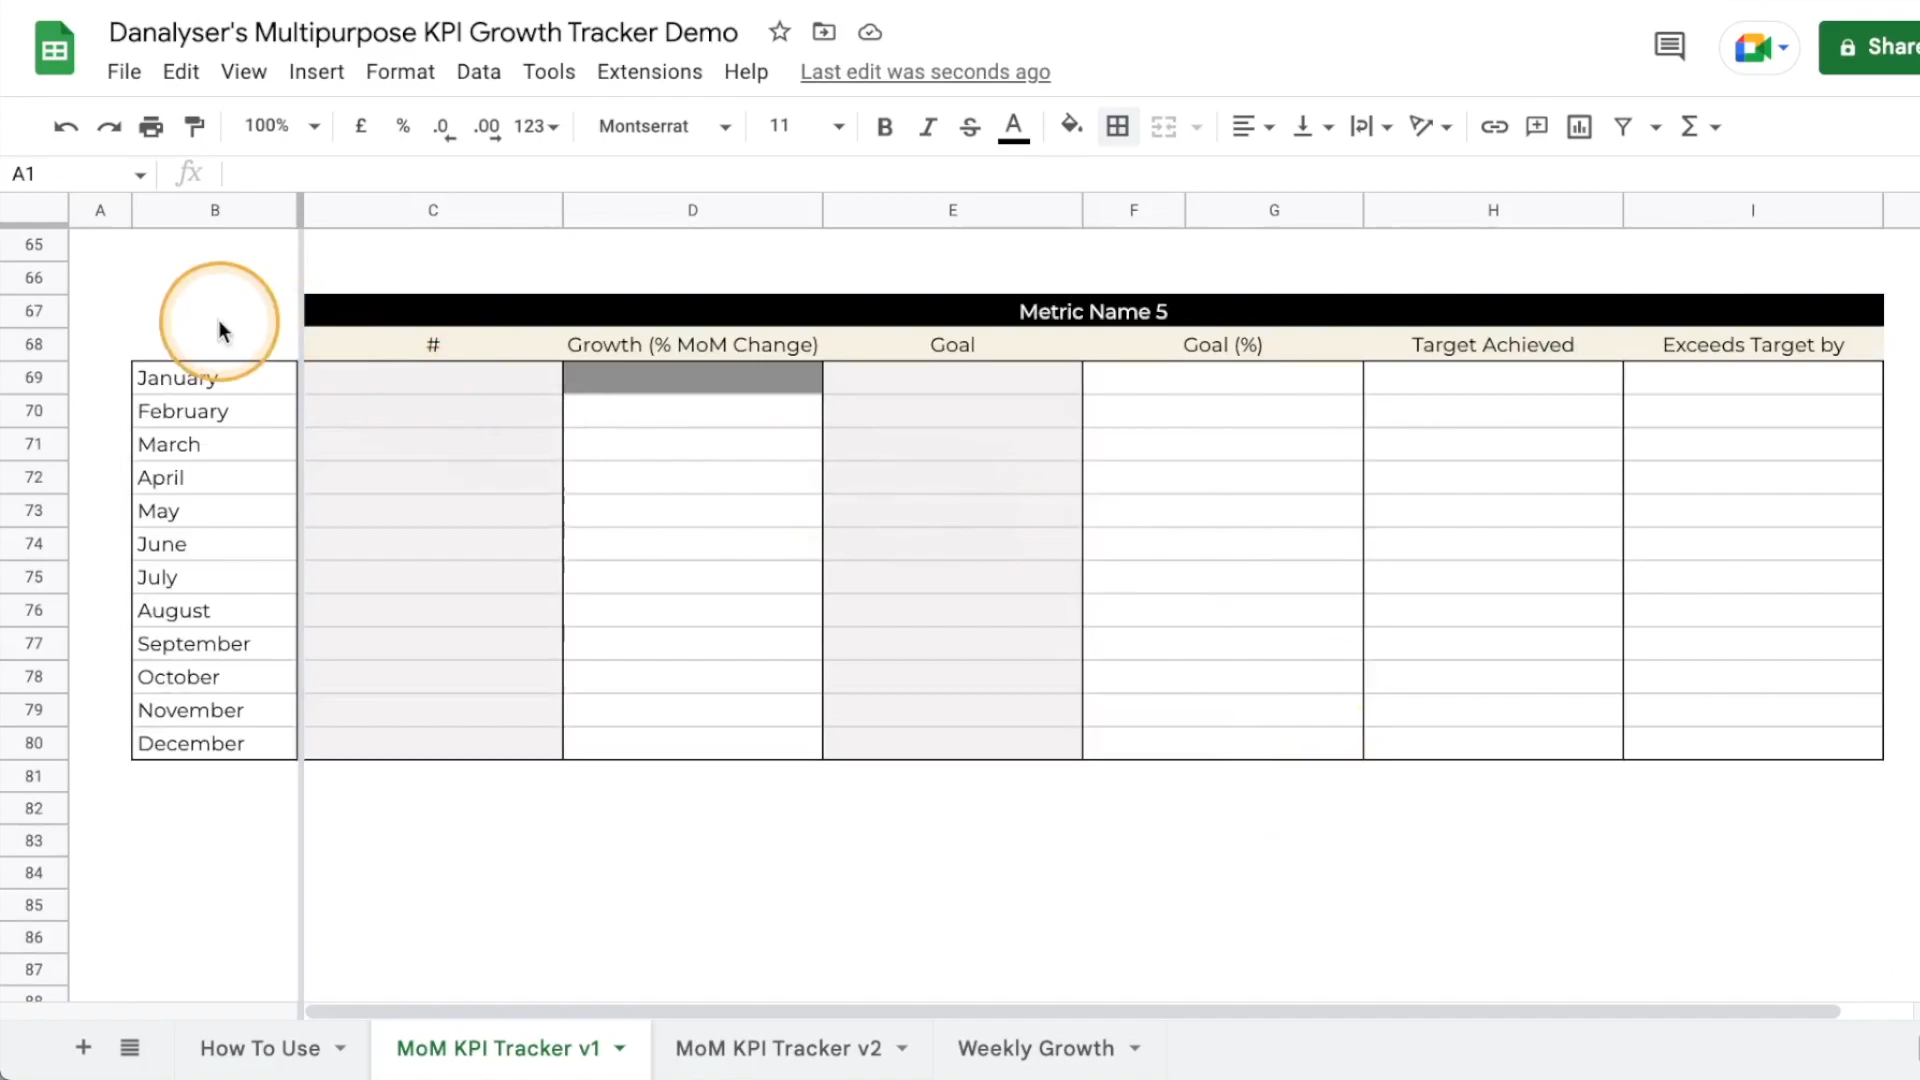 Danalyser's Multipurpose KPI Growth Tracker Demo
File Edit View Insert Format Data Tools Extensions Help Last edit was seconds ago
Share
100% £ % .0 .00 123 Montserrat 11 B I S A Σ
A1 fx
A B C D E F G H I
65
66
67 Metric Name 5
68 # Growth (% MoM Change) Goal Goal (%) Target Achieved Exceeds Target by
69 January
70 February
71 March
72 April
73 May
74 June
75 July
76 August
77 September
78 October
79 November
80 December
81
82
83
84
85
86
87
88
+ How To Use MoM KPI Tracker v1 MoM KPI Tracker v2 Weekly Growth